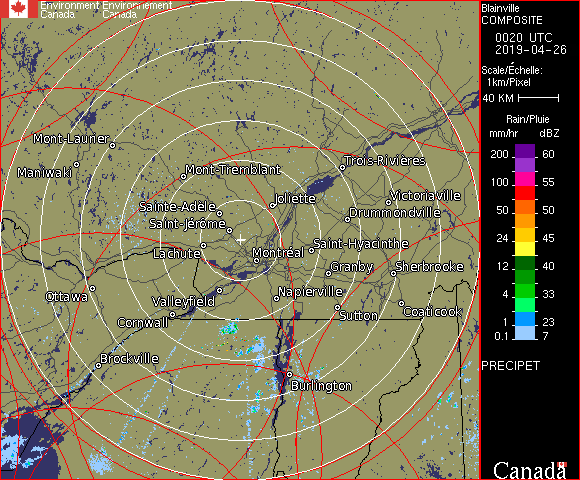 Environment Environnement
Canada Canada
Blainville
COMPOSITE
0020 UTC
2019-04-26
Scale/Échelle:
1km/Pixel
40 KM
Rain/Pluie
mm/hr dBZ
200 60
100 55
50 50
24 45
12 40
4 33
1 23
0.1 7
PRECIPET
Canada
Mont-Laurier
Maniwaki
Mont-Tremblant
Trois-Rivières
Sainte-Adèle
Joliette
Victoriaville
Drummondville
Saint-Jérôme
Lachute
Montréal
Saint-Hyacinthe
Granby
Sherbrooke
Ottawa
Valleyfield
Napierville
Cornwall
Sutton
Coaticook
Brockville
Burlington